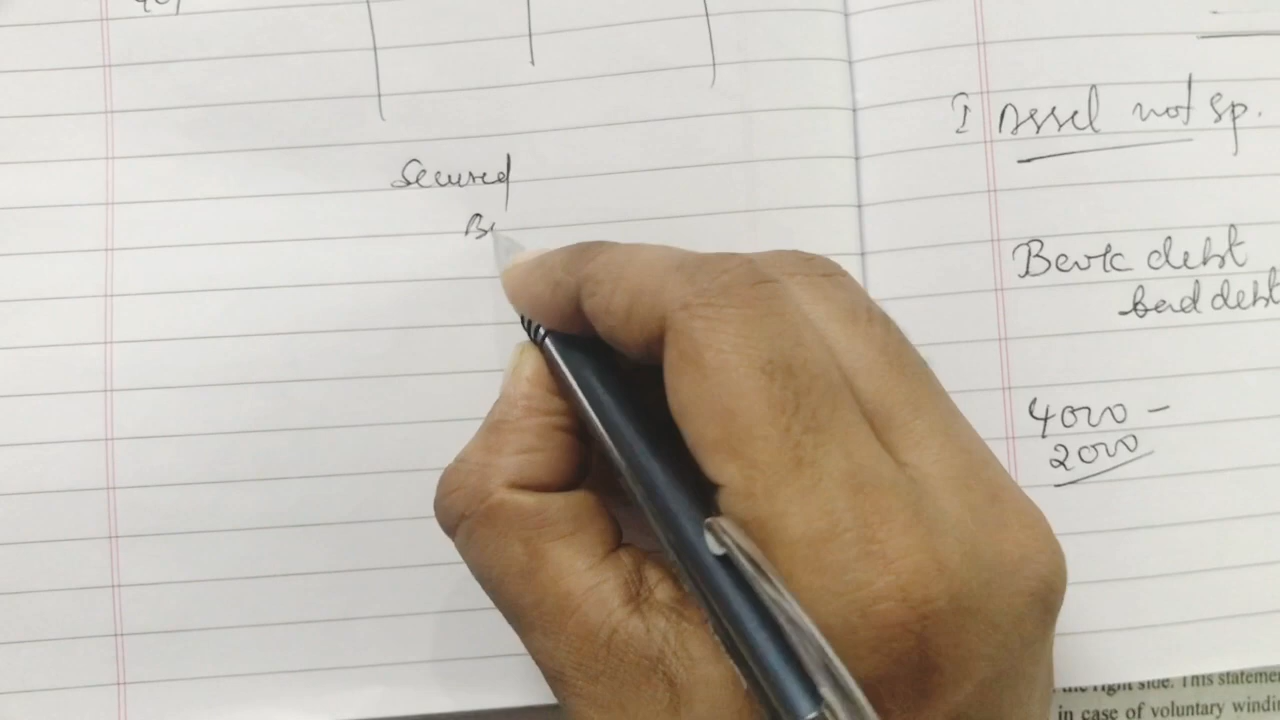 Secured
B
I Assel not sp.
Bevk debt
bad debt
4000 -
2000
the right side. This stateme
in case of voluntary windi